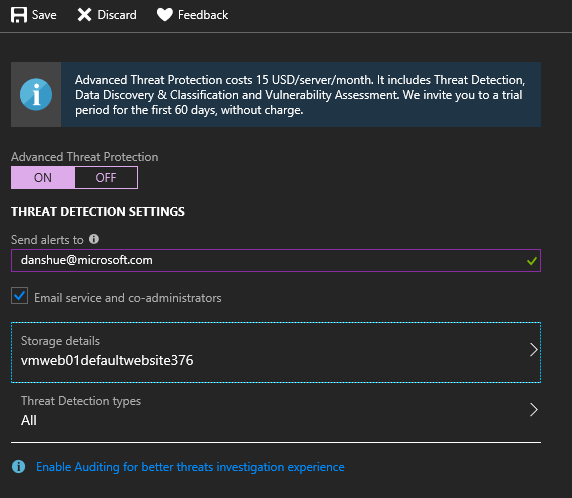 Save Discard Feedback
Advanced Threat Protection costs 15 USD/server/month. It includes Threat Detection,
Data Discovery & Classification and Vulnerability Assessment. We invite you to a trial
period for the first 60 days, without charge.
Advanced Threat Protection
ON OFF
THREAT DETECTION SETTINGS
Send alerts to
danshue@microsoft.com
Email service and co-administrators
Storage details
vmweb01defaultwebsite376
Threat Detection types
All
Enable Auditing for better threats investigation experience